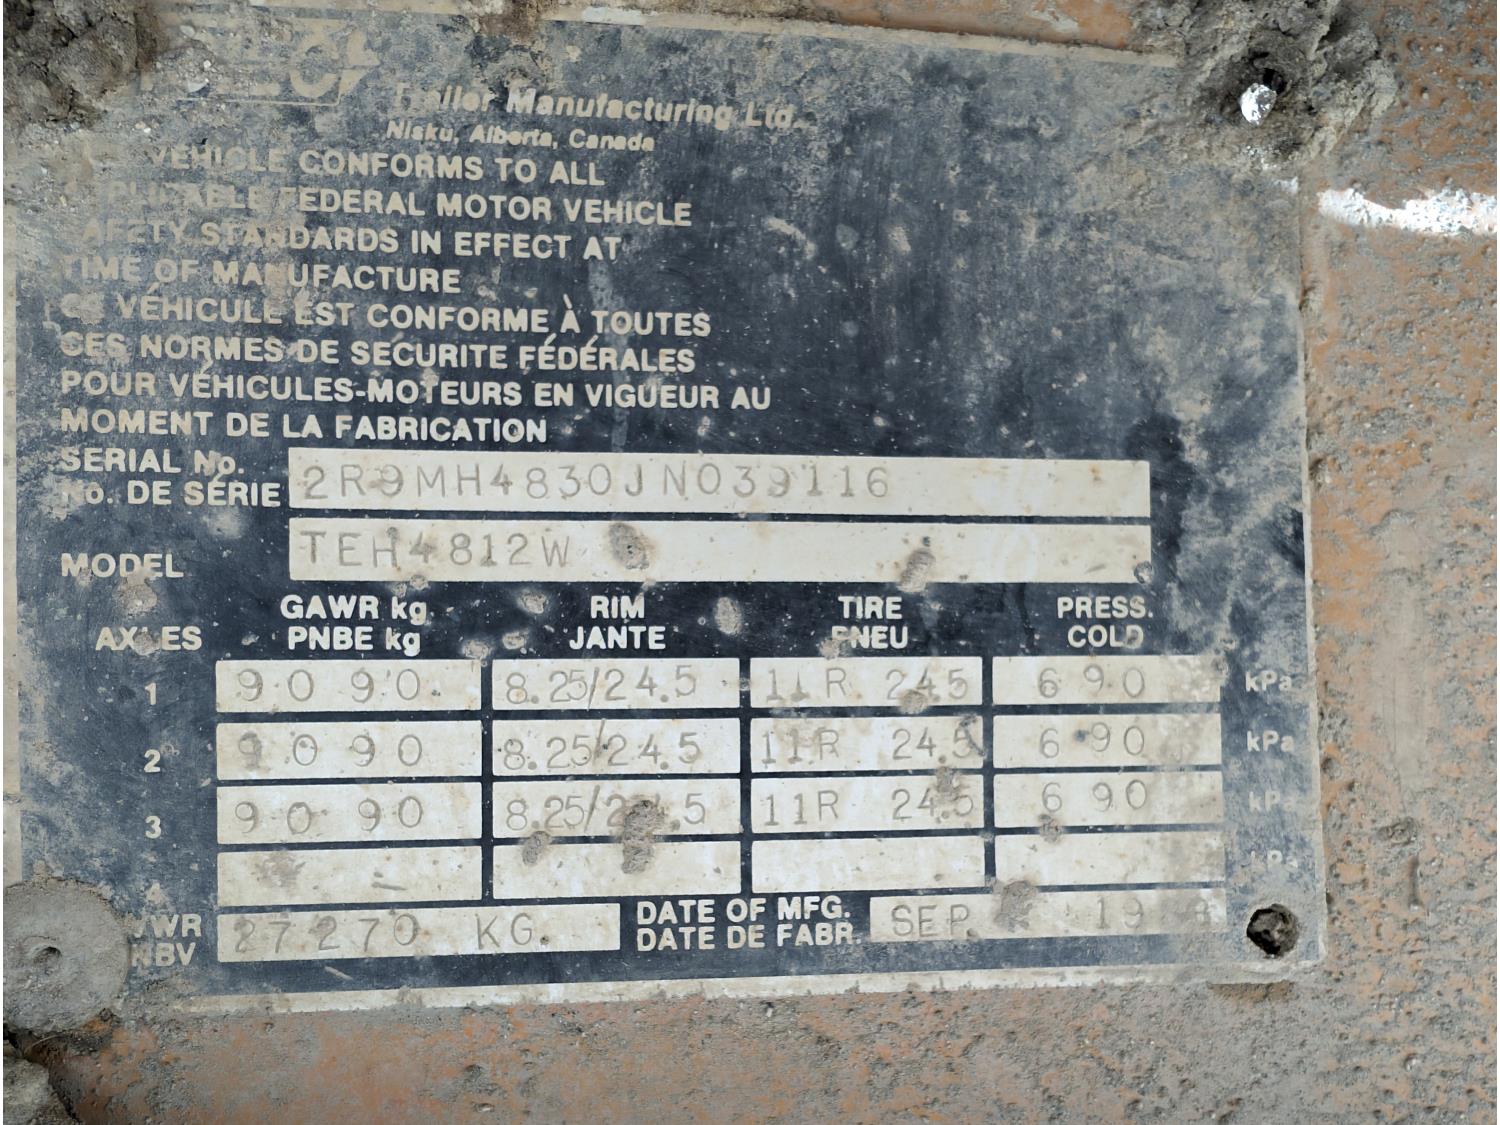 Trailer Manufacturing Ltd.
Nisku, Alberta, Canada
VEHICLE CONFORMS TO ALL
APPLICABLE FEDERAL MOTOR VEHICLE
SAFETY STANDARDS IN EFFECT AT
TIME OF MANUFACTURE
CE VÉHICULE EST CONFORME À TOUTES
CES NORMES DE SÉCURITE FÉDÉRALES
POUR VÉHICULES-MOTEURS EN VIGUEUR AU
MOMENT DE LA FABRICATION
SERIAL No.
No. DE SÉRIE 2R9MH4830JN039116
MODEL TEH4812W
AXLES GAWR kg PNBE kg RIM JANTE TIRE PNEU PRESS. COLD
1 9090 8.25/24.5 11R 24.5 690 kPa
2 9090 8.25/24.5 11R 24.5 690 kPa
3 9090 8.25/24.5 11R 24.5 690 kPa
4 kPa
27270 KG. DATE OF MFG. DATE DE FABR. SEP. 19